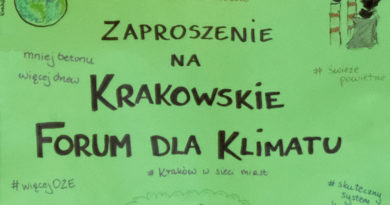 ZAPROSZENIE
NA
mniej betonu
więcej drzew
# świeże
powietrze
KRAKOWSKIE
FORUM DLA KLIMATU
# Kraków w sieci miast
#więcejOZE
#skuteczny
system